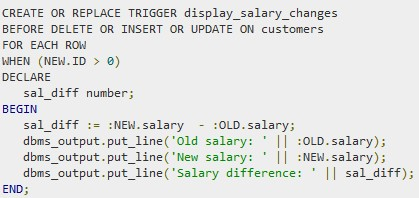 CREATE OR REPLACE TRIGGER display_salary_changes
BEFORE DELETE OR INSERT OR UPDATE ON customers
FOR EACH ROW
WHEN (NEW.ID > 0)
DECLARE
   sal_diff number;
BEGIN
   sal_diff := :NEW.salary  - :OLD.salary;
   dbms_output.put_line('Old salary: ' || :OLD.salary);
   dbms_output.put_line('New salary: ' || :NEW.salary);
   dbms_output.put_line('Salary difference: ' || sal_diff);
END;